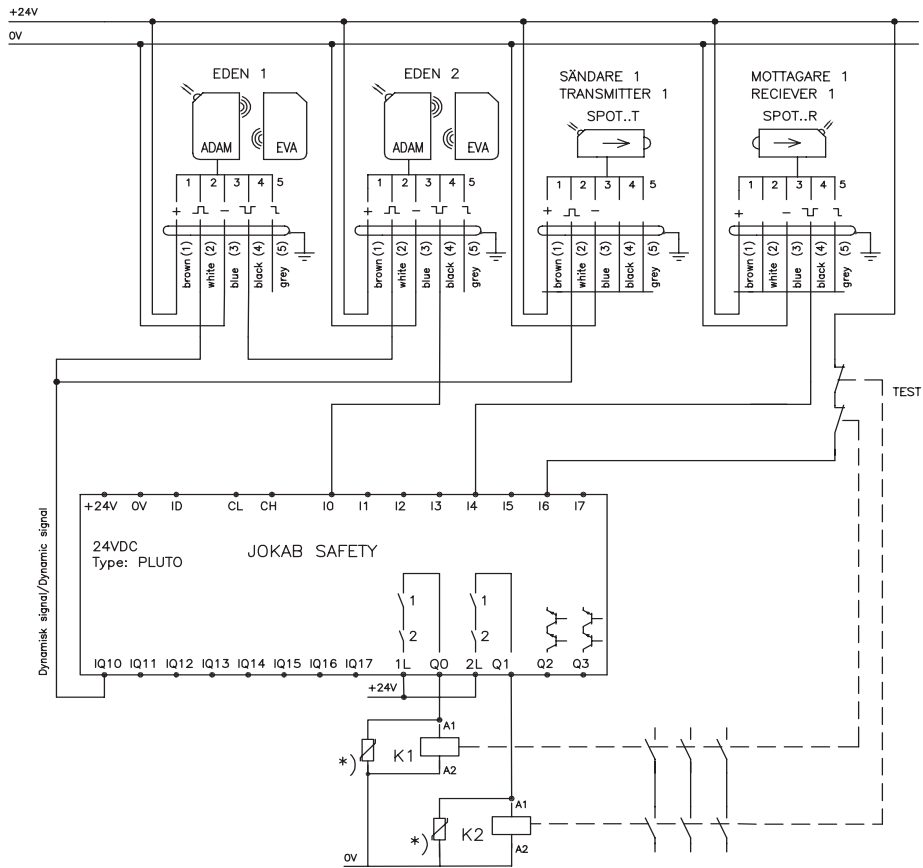 +24V
0V
EDEN 1
EDEN 2
SÄNDARE 1
TRANSMITTER 1
SPOT..T
MOTTAGARE 1
RECIEVER 1
SPOT..R
ADAM
EVA
ADAM
EVA
1 2 3 4 5
1 2 3 4 5
1 2 3 4 5
1 2 3 4 5
+ −
+ −
+ −
+ −
brown (1)
white (2)
blue (3)
black (4)
grey (5)
brown (1)
white (2)
blue (3)
black (4)
grey (5)
brown (1)
white (2)
blue (3)
black (4)
grey (5)
brown (1)
white (2)
blue (3)
black (4)
grey (5)
TEST
Dynamisk signal/Dynamic signal
+24V 0V ID CL CH I0 I1 I2 I3 I4 I5 I6 I7
24VDC
Type: PLUTO
JOKAB SAFETY
1
2
1
2
IQ10 IQ11 IQ12 IQ13 IQ14 IQ15 IQ16 IQ17 1L Q0 2L Q1 Q2 Q3
+24V
A1
*) K1
A2
A1
*) K2
A2
0V